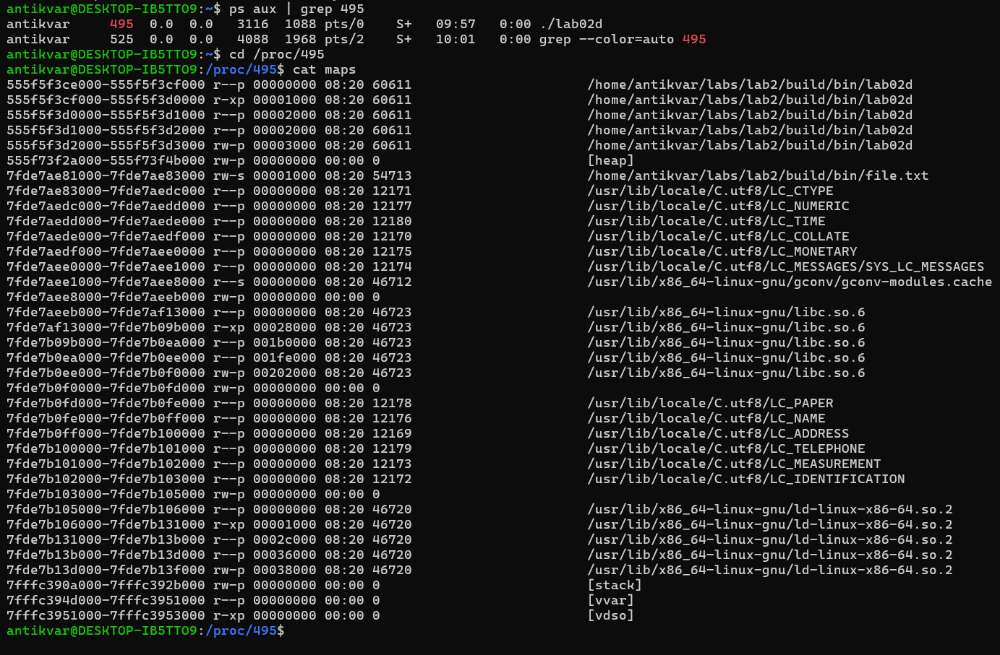 antikvar@DESKTOP-IB5TTO9:~$ ps aux | grep 495
antikvar     495  0.0  0.0   3116  1088 pts/0    S+   09:57   0:00 ./lab02d
antikvar     525  0.0  0.0   4088  1968 pts/2    S+   10:01   0:00 grep --color=auto 495
antikvar@DESKTOP-IB5TTO9:~$ cd /proc/495
antikvar@DESKTOP-IB5TTO9:/proc/495$ cat maps
555f5f3ce000-555f5f3cf000 r--p 00000000 08:20 60611                      /home/antikvar/labs/lab2/build/bin/lab02d
555f5f3cf000-555f5f3d0000 r-xp 00001000 08:20 60611                      /home/antikvar/labs/lab2/build/bin/lab02d
555f5f3d0000-555f5f3d1000 r--p 00002000 08:20 60611                      /home/antikvar/labs/lab2/build/bin/lab02d
555f5f3d1000-555f5f3d2000 r--p 00002000 08:20 60611                      /home/antikvar/labs/lab2/build/bin/lab02d
555f5f3d2000-555f5f3d3000 rw-p 00003000 08:20 60611                      /home/antikvar/labs/lab2/build/bin/lab02d
555f73f2a000-555f73f4b000 rw-p 00000000 00:00 0                          [heap]
7fde7ae81000-7fde7ae83000 rw-s 00001000 08:20 54713                      /home/antikvar/labs/lab2/build/bin/file.txt
7fde7ae83000-7fde7aedc000 r--p 00000000 08:20 12171                      /usr/lib/locale/C.utf8/LC_CTYPE
7fde7aedc000-7fde7aedd000 r--p 00000000 08:20 12177                      /usr/lib/locale/C.utf8/LC_NUMERIC
7fde7aedd000-7fde7aede000 r--p 00000000 08:20 12180                      /usr/lib/locale/C.utf8/LC_TIME
7fde7aede000-7fde7aedf000 r--p 00000000 08:20 12170                      /usr/lib/locale/C.utf8/LC_COLLATE
7fde7aedf000-7fde7aee0000 r--p 00000000 08:20 12175                      /usr/lib/locale/C.utf8/LC_MONETARY
7fde7aee0000-7fde7aee1000 r--p 00000000 08:20 12174                      /usr/lib/locale/C.utf8/LC_MESSAGES/SYS_LC_MESSAGES
7fde7aee1000-7fde7aee8000 r--s 00000000 08:20 46712                      /usr/lib/x86_64-linux-gnu/gconv/gconv-modules.cache
7fde7aee8000-7fde7aeeb000 rw-p 00000000 00:00 0
7fde7aeeb000-7fde7af13000 r--p 00000000 08:20 46723                      /usr/lib/x86_64-linux-gnu/libc.so.6
7fde7af13000-7fde7b09b000 r-xp 00028000 08:20 46723                      /usr/lib/x86_64-linux-gnu/libc.so.6
7fde7b09b000-7fde7b0ea000 r--p 001b0000 08:20 46723                      /usr/lib/x86_64-linux-gnu/libc.so.6
7fde7b0ea000-7fde7b0ee000 r--p 001fe000 08:20 46723                      /usr/lib/x86_64-linux-gnu/libc.so.6
7fde7b0ee000-7fde7b0f0000 rw-p 00202000 08:20 46723                      /usr/lib/x86_64-linux-gnu/libc.so.6
7fde7b0f0000-7fde7b0fd000 rw-p 00000000 00:00 0
7fde7b0fd000-7fde7b0fe000 r--p 00000000 08:20 12178                      /usr/lib/locale/C.utf8/LC_PAPER
7fde7b0fe000-7fde7b0ff000 r--p 00000000 08:20 12176                      /usr/lib/locale/C.utf8/LC_NAME
7fde7b0ff000-7fde7b100000 r--p 00000000 08:20 12169                      /usr/lib/locale/C.utf8/LC_ADDRESS
7fde7b100000-7fde7b101000 r--p 00000000 08:20 12179                      /usr/lib/locale/C.utf8/LC_TELEPHONE
7fde7b101000-7fde7b102000 r--p 00000000 08:20 12173                      /usr/lib/locale/C.utf8/LC_MEASUREMENT
7fde7b102000-7fde7b103000 r--p 00000000 08:20 12172                      /usr/lib/locale/C.utf8/LC_IDENTIFICATION
7fde7b103000-7fde7b105000 rw-p 00000000 00:00 0
7fde7b105000-7fde7b106000 r--p 00000000 08:20 46720                      /usr/lib/x86_64-linux-gnu/ld-linux-x86-64.so.2
7fde7b106000-7fde7b131000 r-xp 00001000 08:20 46720                      /usr/lib/x86_64-linux-gnu/ld-linux-x86-64.so.2
7fde7b131000-7fde7b13b000 r--p 0002c000 08:20 46720                      /usr/lib/x86_64-linux-gnu/ld-linux-x86-64.so.2
7fde7b13b000-7fde7b13d000 r--p 00036000 08:20 46720                      /usr/lib/x86_64-linux-gnu/ld-linux-x86-64.so.2
7fde7b13d000-7fde7b13f000 rw-p 00038000 08:20 46720                      /usr/lib/x86_64-linux-gnu/ld-linux-x86-64.so.2
7fffc390a000-7fffc392b000 rw-p 00000000 00:00 0                          [stack]
7fffc394d000-7fffc3951000 r--p 00000000 00:00 0                          [vvar]
7fffc3951000-7fffc3953000 r-xp 00000000 00:00 0                          [vdso]
antikvar@DESKTOP-IB5TTO9:/proc/495$